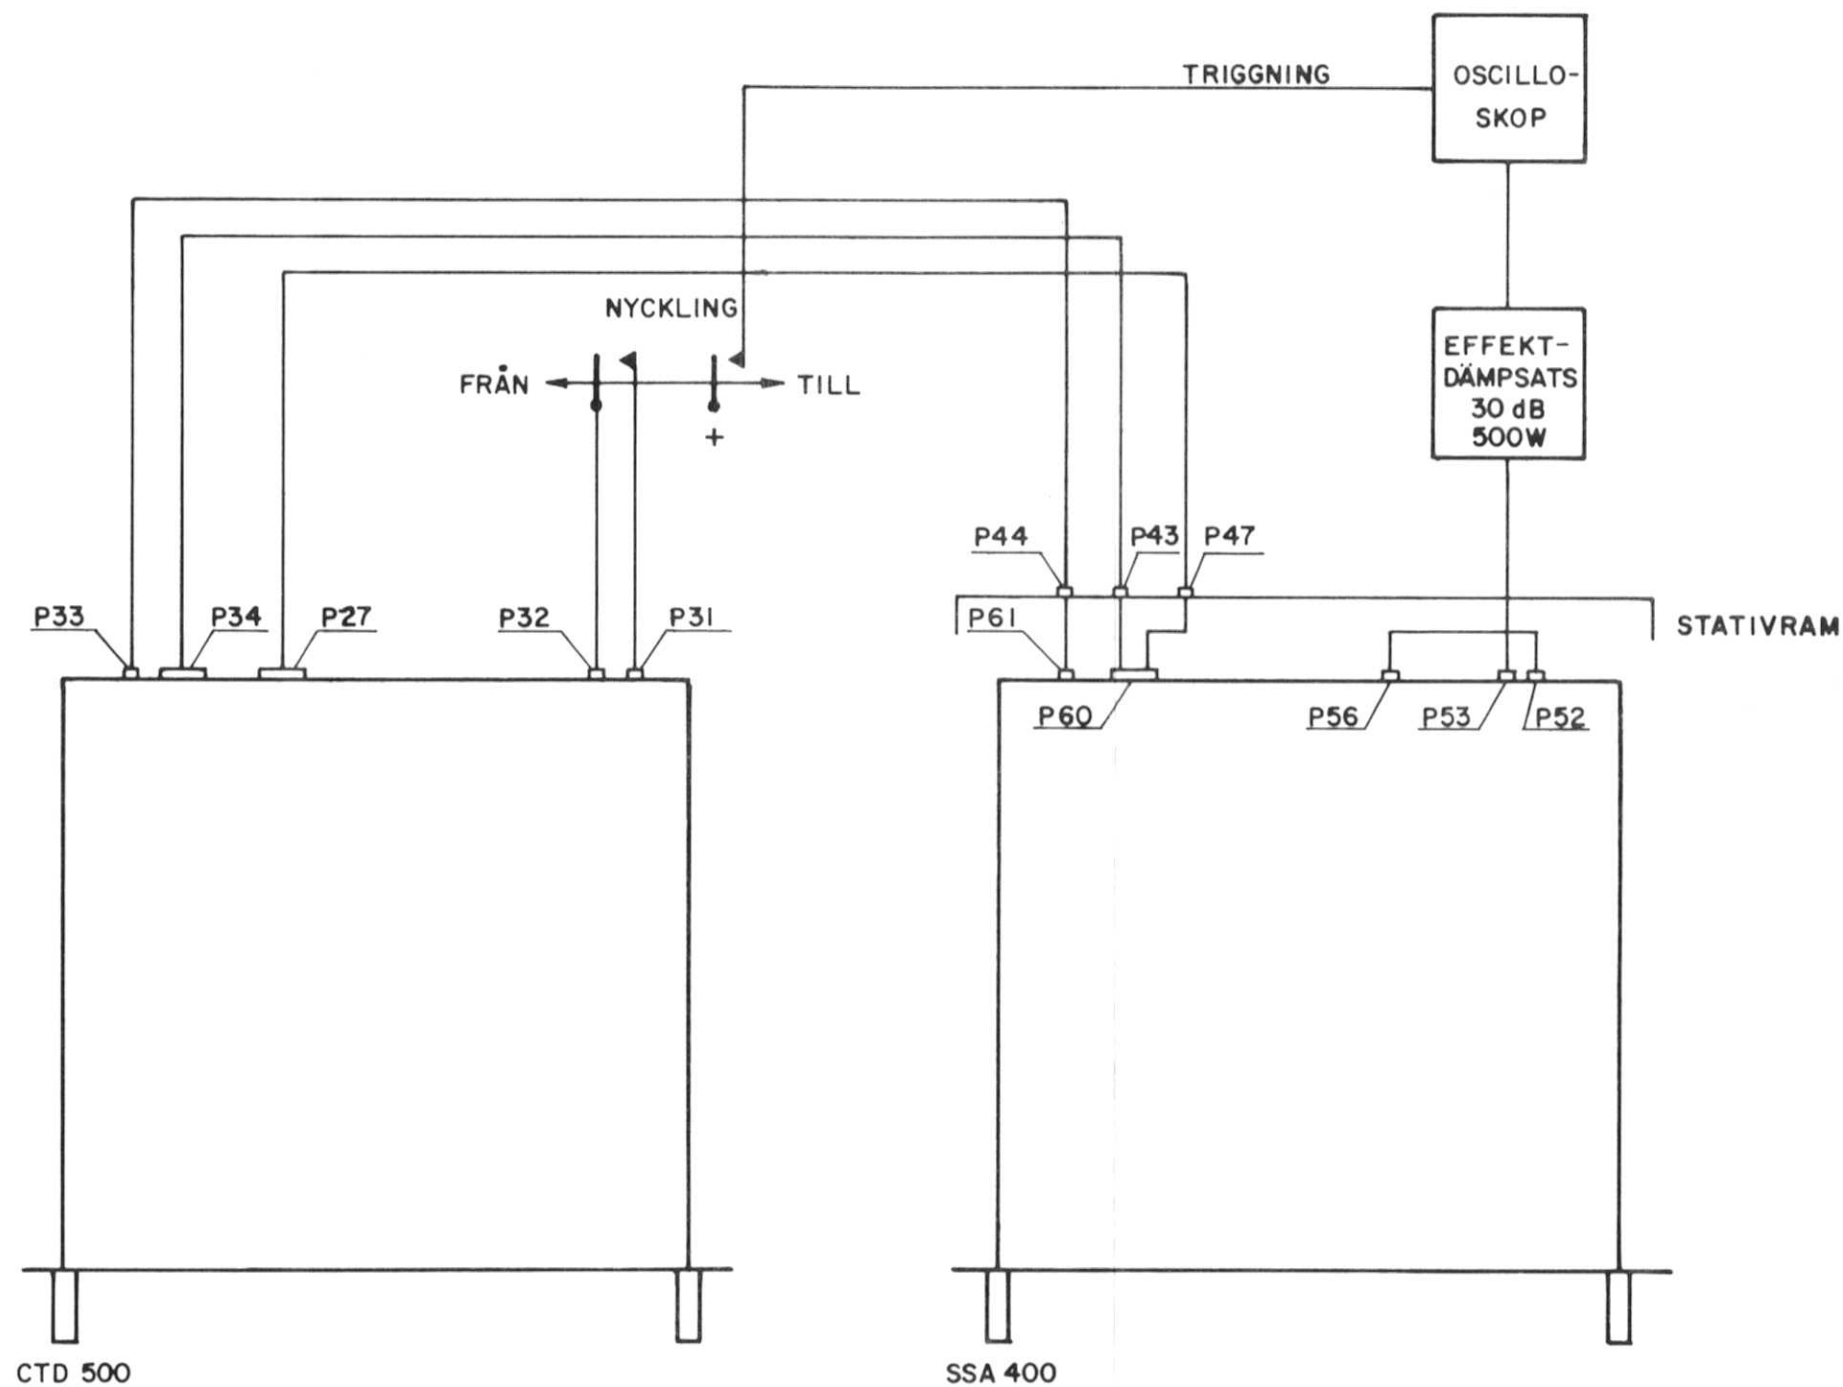 TRIGGNING
OSCILLO-
SKOP
NYCKLING
FRÅN
TILL
+
EFFEKT-
DÄMPSATS
30 dB
500W
P44
P43
P47
P33
P34
P27
P32
P31
P61
STATIVRAM
P60
P56
P53
P52
CTD 500
SSA 400